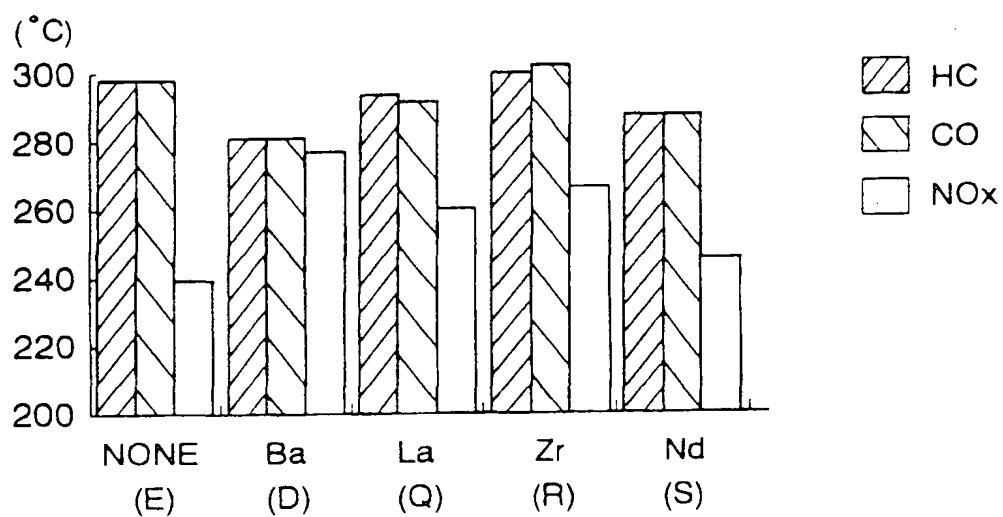 (°C)
300
280
260
240
220
200
NONE Ba La Zr Nd
(E) (D) (Q) (R) (S)
HC
CO
NOx